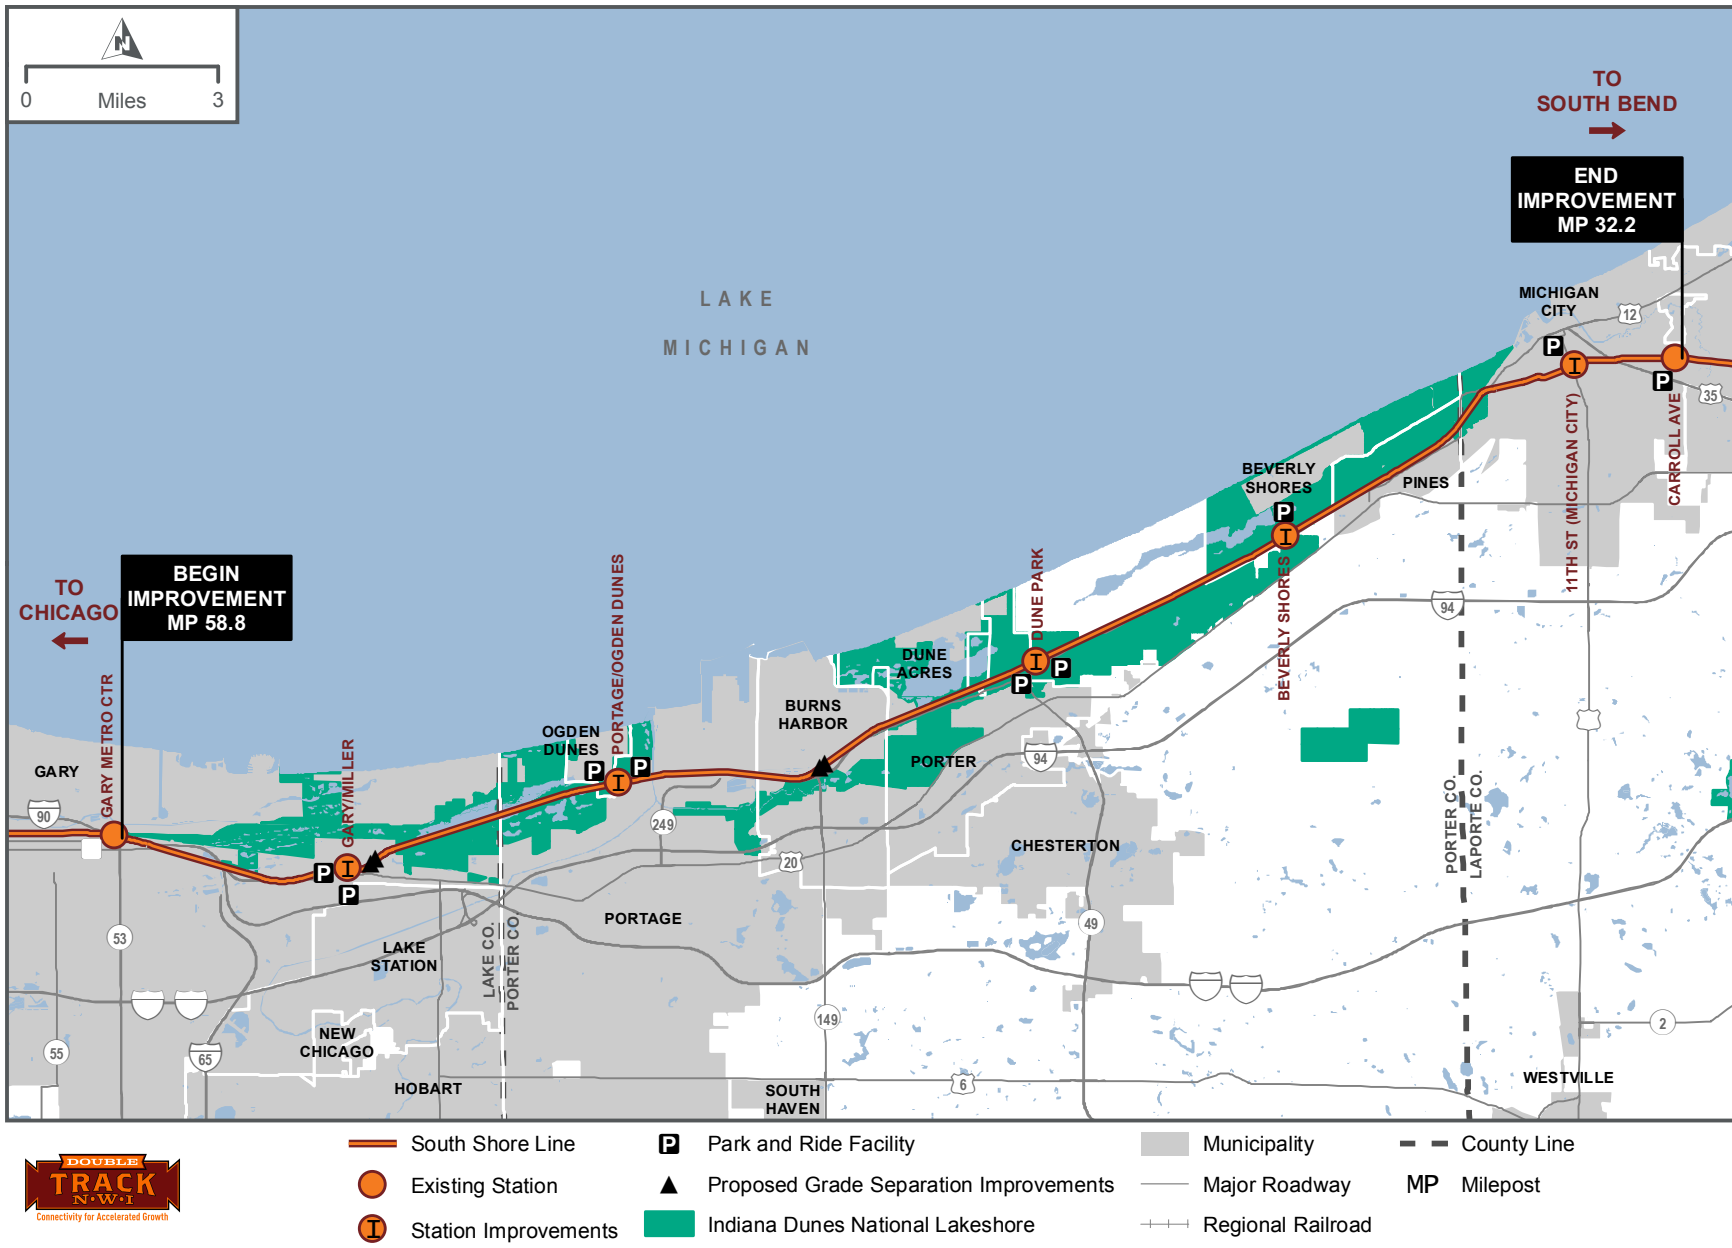 N
0 Miles 3
TO
SOUTH BEND
END
IMPROVEMENT
MP 32.2
LAKE
MICHIGAN
MICHIGAN
CITY
12
P
I
P
35
11TH ST (MICHIGAN CITY)
CARROLL AVE
BEVERLY
SHORES
P
I
BEVERLY SHORES
PINES
94
TO
CHICAGO
BEGIN
IMPROVEMENT
MP 58.8
GARY METRO CTR
GARY
90
GARY/MILLER
P
I
P
OGDEN
DUNES
PORTAGE/OGDEN DUNES
P
I
P
249
BURNS
HARBOR
DUNE
ACRES
DUNE PARK
I
P
P
PORTER
94
20
CHESTERTON
PORTER CO.
LAPORTE CO.
PORTAGE
53
LAKE
STATION
LAKE CO.
PORTER CO
49
149
55
65
NEW
CHICAGO
HOBART
SOUTH
HAVEN
6
2
WESTVILLE
DOUBLE
TRACK
N·W·I
Connectivity for Accelerated Growth
South Shore Line
Existing Station
I Station Improvements
P Park and Ride Facility
Proposed Grade Separation Improvements
Indiana Dunes National Lakeshore
Municipality
Major Roadway
Regional Railroad
County Line
MP Milepost